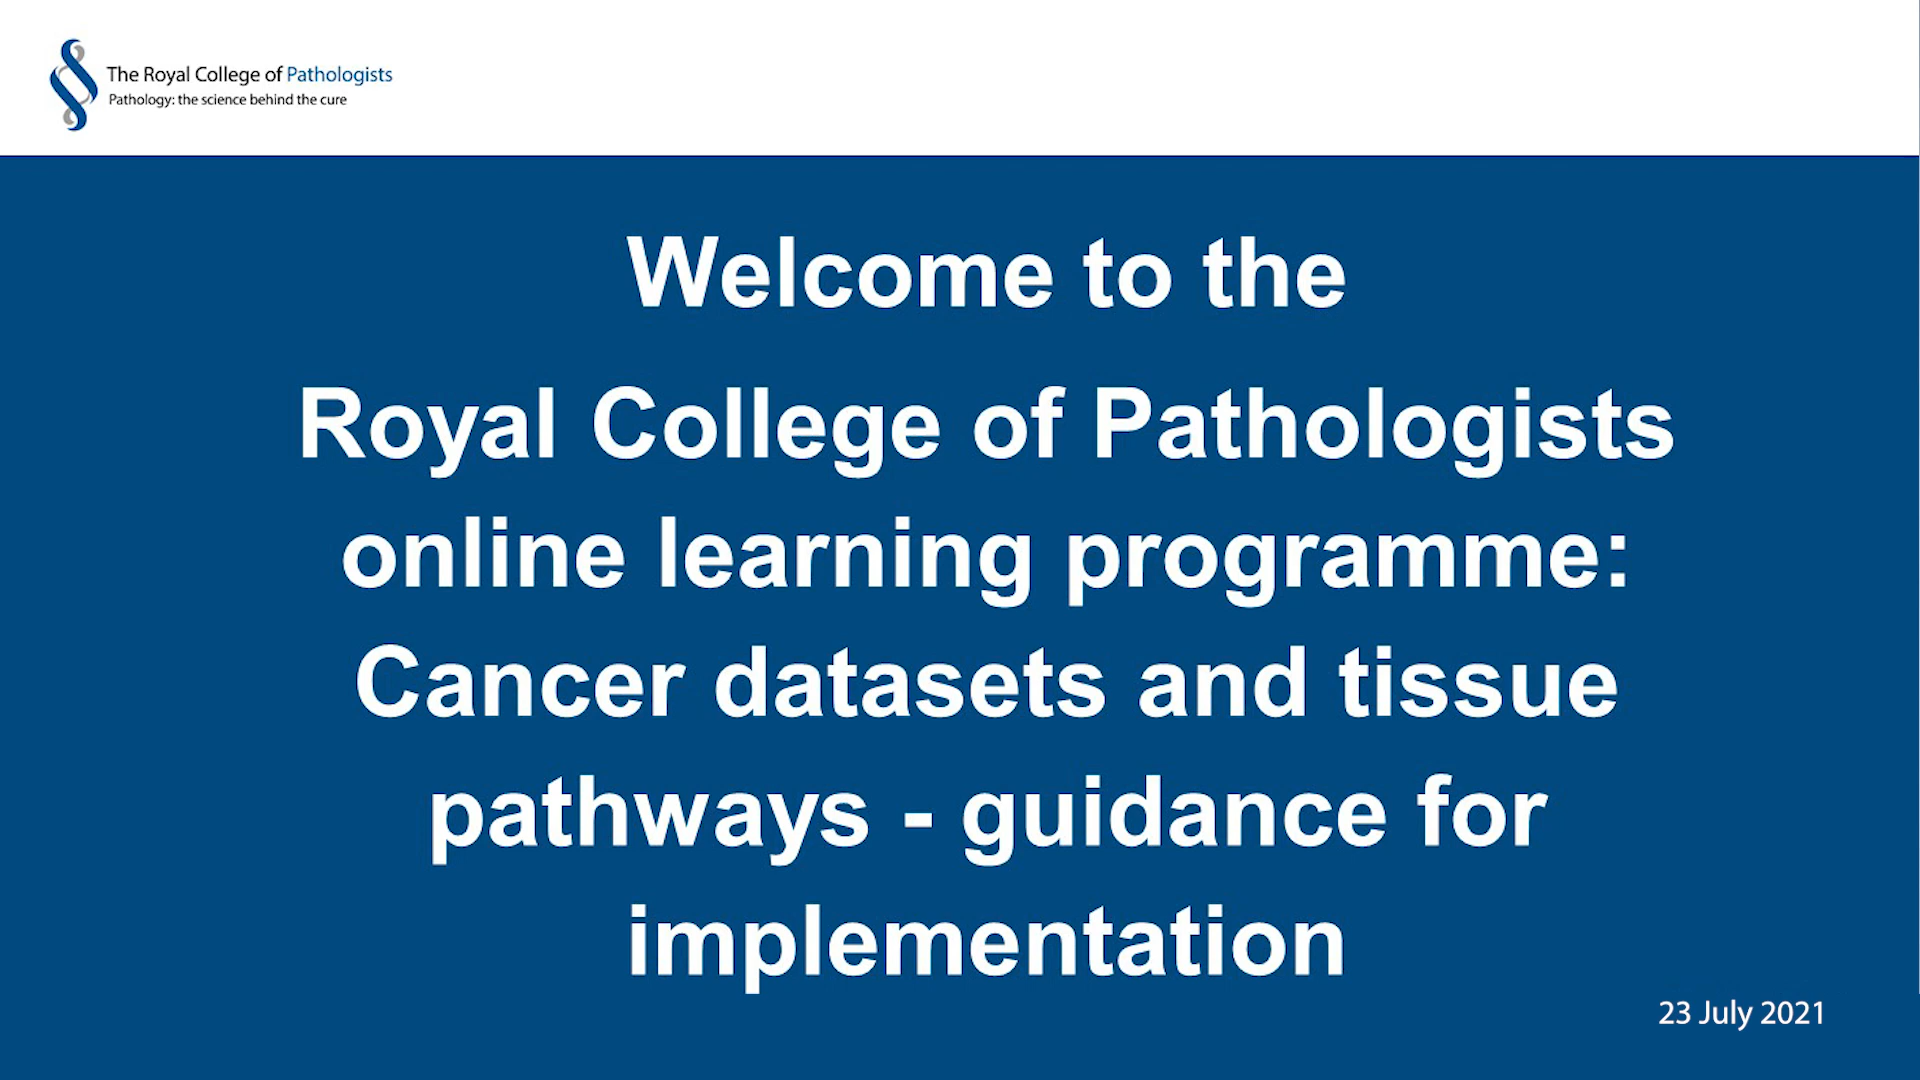 The Royal College of Pathologists
Pathology: the science behind the cure
Welcome to the
Royal College of Pathologists
online learning programme:
Cancer datasets and tissue
pathways - guidance for
implementation
23 July 2021